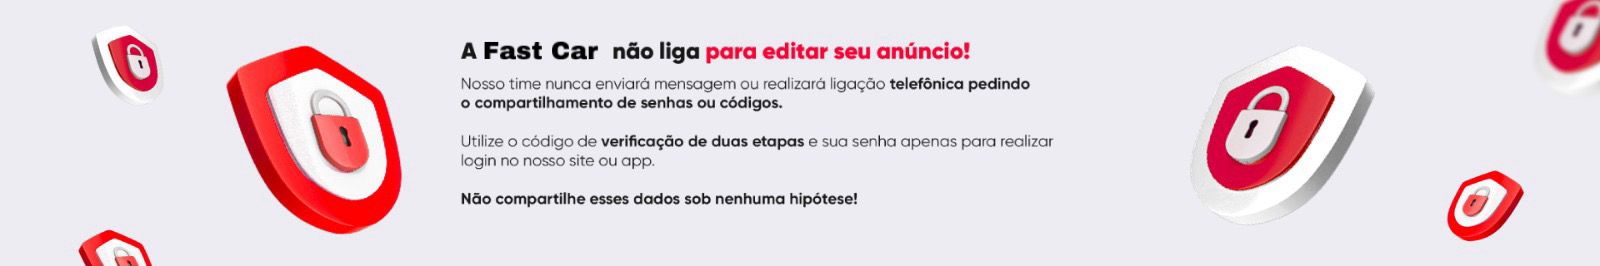 A Fast Car não liga para editar seu anúncio!
Nosso time nunca enviará mensagem ou realizará ligação telefônica pedindo
o compartilhamento de senhas ou códigos.
Utilize o código de verificação de duas etapas e sua senha apenas para realizar
login no nosso site ou app.
Não compartilhe esses dados sob nenhuma hipótese!